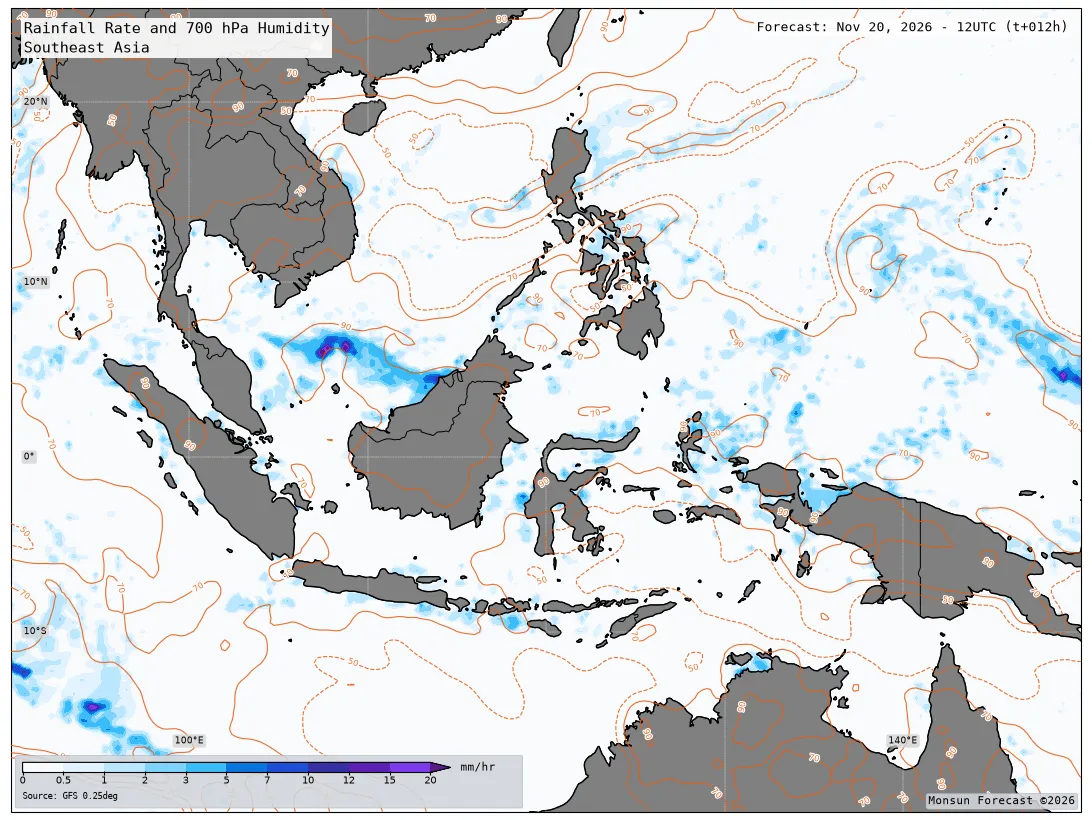 Rainfall Rate and 700 hPa Humidity
Southeast Asia
Forecast: Nov 20, 2026 - 12UTC (t+012h)
20°N
10°N
0°
10°S
100°E
140°E
0 0.5 1 2 3 5 7 10 12 15 20 mm/hr
Source: GFS 0.25deg
Monsun Forecast ©2026